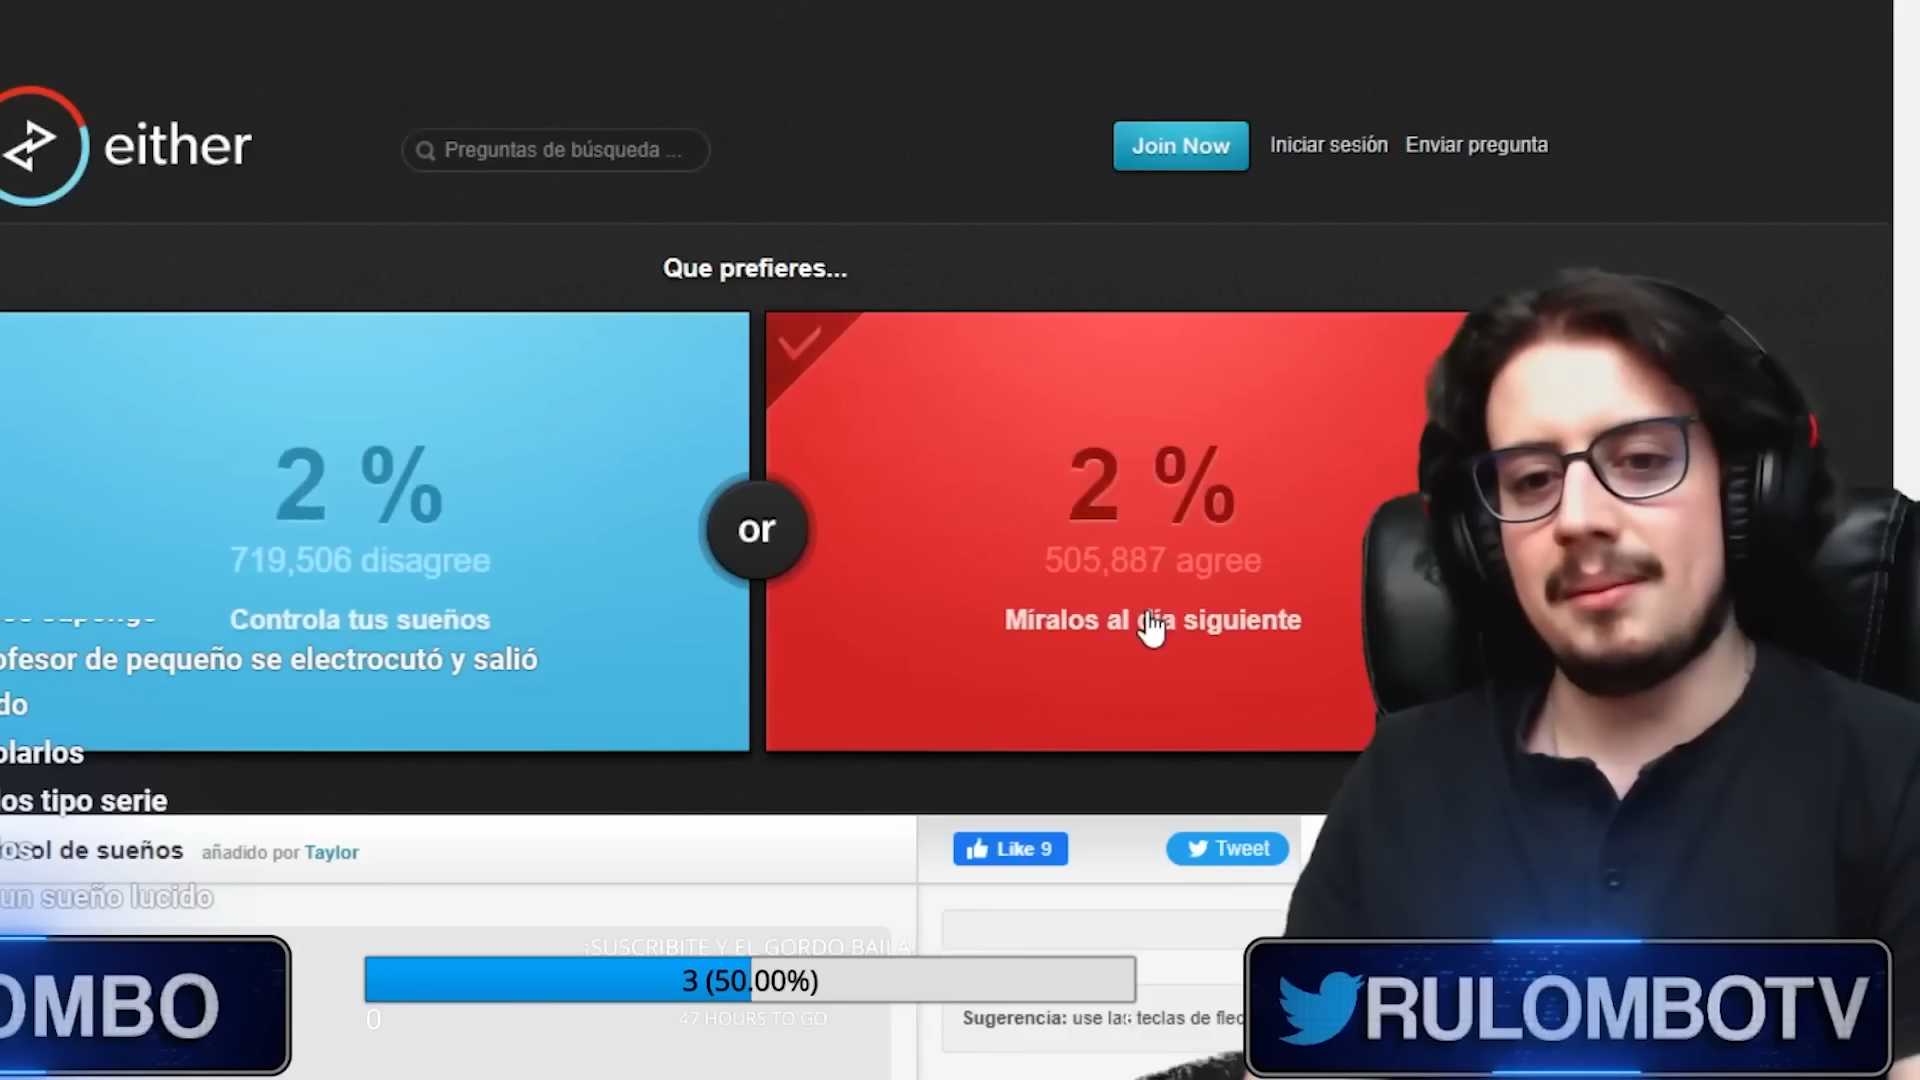 either
Preguntas de búsqueda ...
Join Now
Iniciar sesión
Enviar pregunta
Que prefieres...
2 %
719,506 disagree
Controla tus sueños
or
2 %
505,887 agree
Míralos al día siguiente
ofesor de pequeño se electrocutó y salió
do
olarlos
los tipo serie
ol de sueños
añadido por Taylor
un sueño lucido
Like 9
Tweet
¡SUSCRIBITE Y EL GORDO BAILA!
3 (50.00%)
0
47 HOURS TO GO
Sugerencia: use las teclas de flec
OMBO
RULOMBOTV